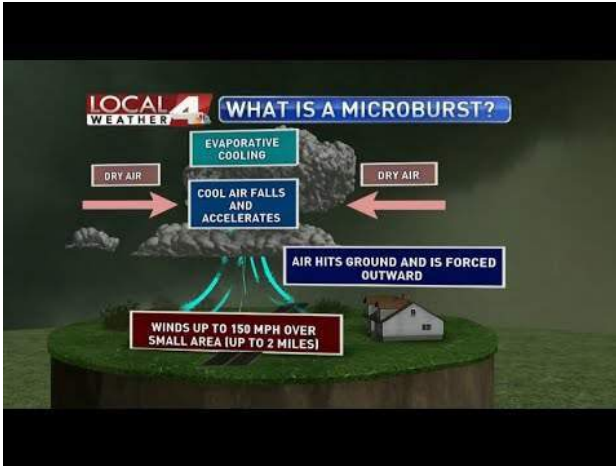 LOCAL 4
WEATHER
WHAT IS A MICROBURST?
EVAPORATIVE
COOLING
DRY AIR
DRY AIR
COOL AIR FALLS
AND
ACCELERATES
AIR HITS GROUND AND IS FORCED
OUTWARD
WINDS UP TO 150 MPH OVER
SMALL AREA (UP TO 2 MILES)